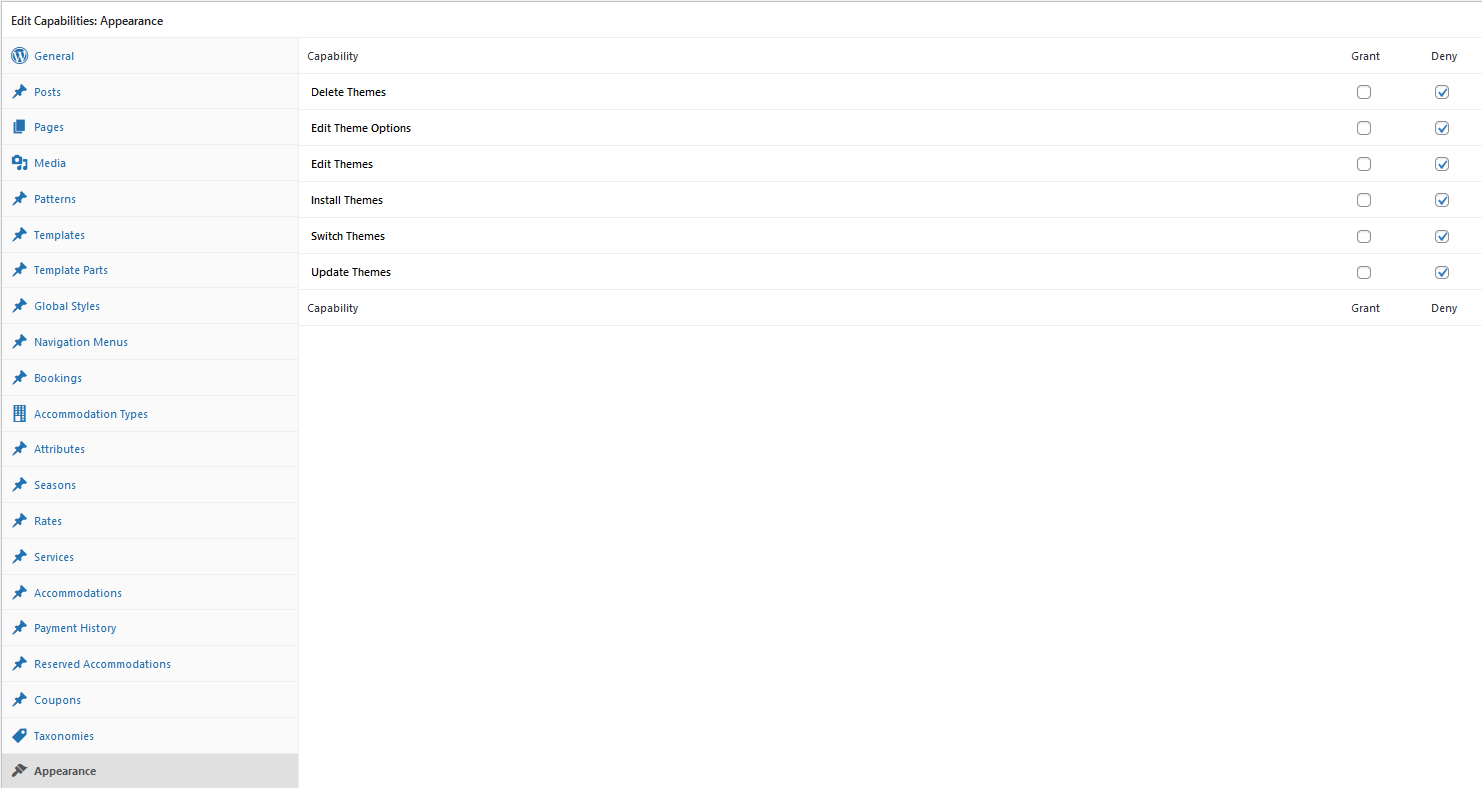 Edit Capabilities: Appearance
General
Posts
Pages
Media
Patterns
Templates
Template Parts
Global Styles
Navigation Menus
Bookings
Accommodation Types
Attributes
Seasons
Rates
Services
Accommodations
Payment History
Reserved Accommodations
Coupons
Taxonomies
Appearance
Capability Grant Deny
Delete Themes
Edit Theme Options
Edit Themes
Install Themes
Switch Themes
Update Themes
Capability Grant Deny